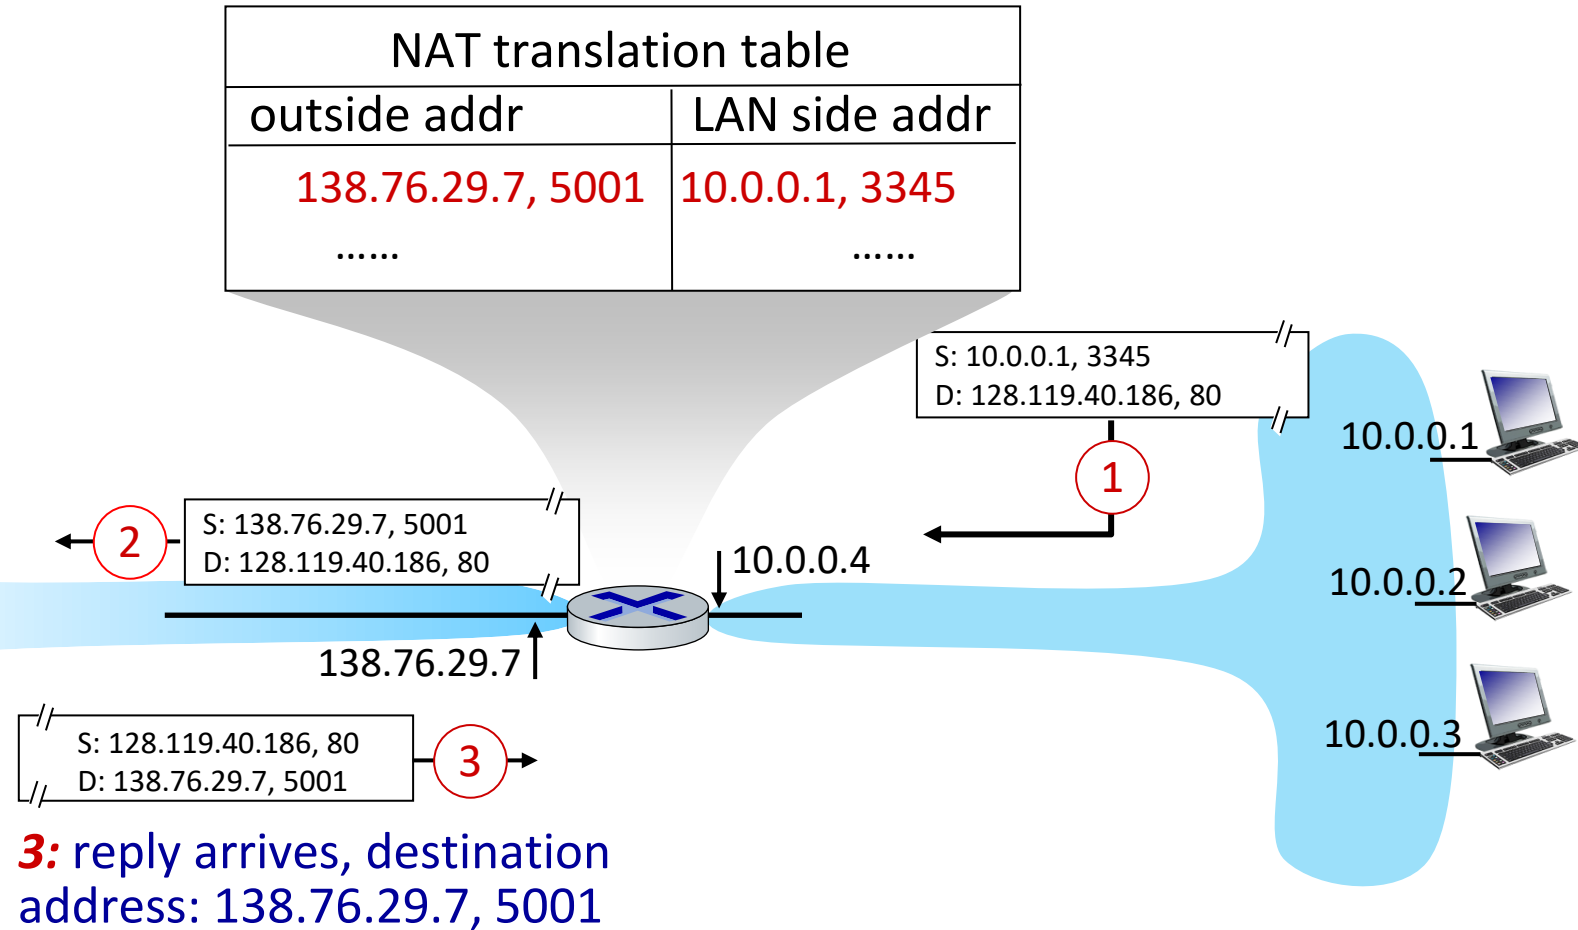 NAT translation table
outside addr LAN side addr
138.76.29.7, 5001 10.0.0.1, 3345
...... ......
S: 10.0.0.1, 3345
D: 128.119.40.186, 80
10.0.0.1
1
S: 138.76.29.7, 5001
D: 128.119.40.186, 80
2
10.0.0.4
10.0.0.2
138.76.29.7
S: 128.119.40.186, 80
D: 138.76.29.7, 5001
3
10.0.0.3
3: reply arrives, destination
address: 138.76.29.7, 5001